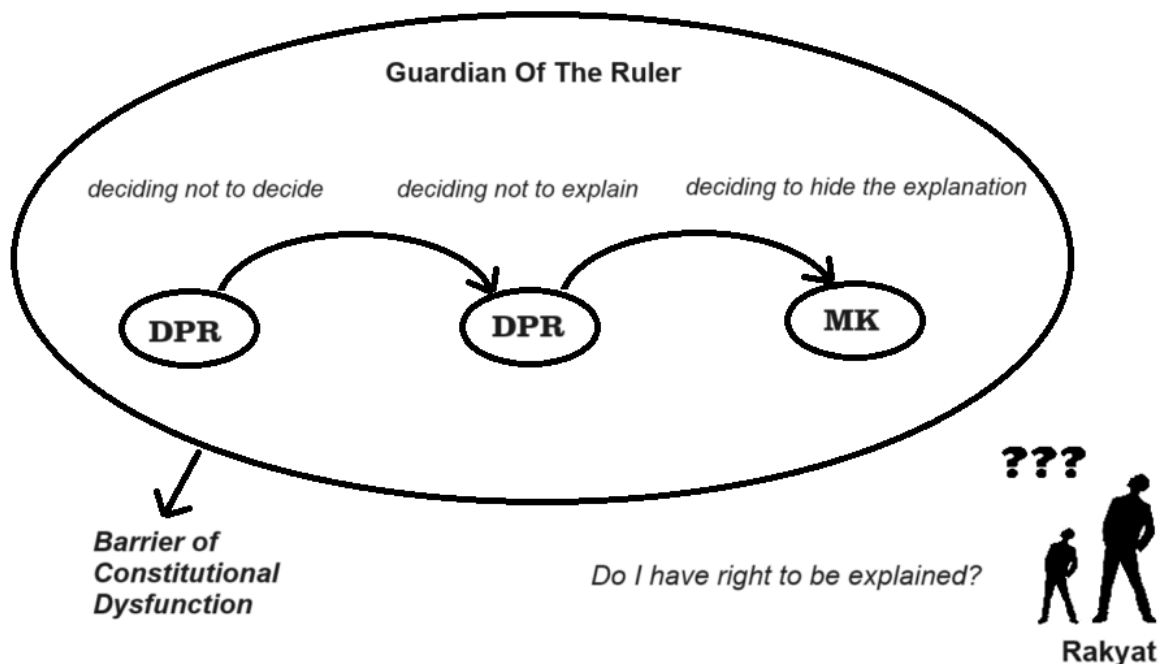 Guardian Of The Ruler
deciding not to decide
deciding not to explain
deciding to hide the explanation
DPR
DPR
MK
???
Barrier of
Constitutional
Dysfunction
Do I have right to be explained?
Rakyat